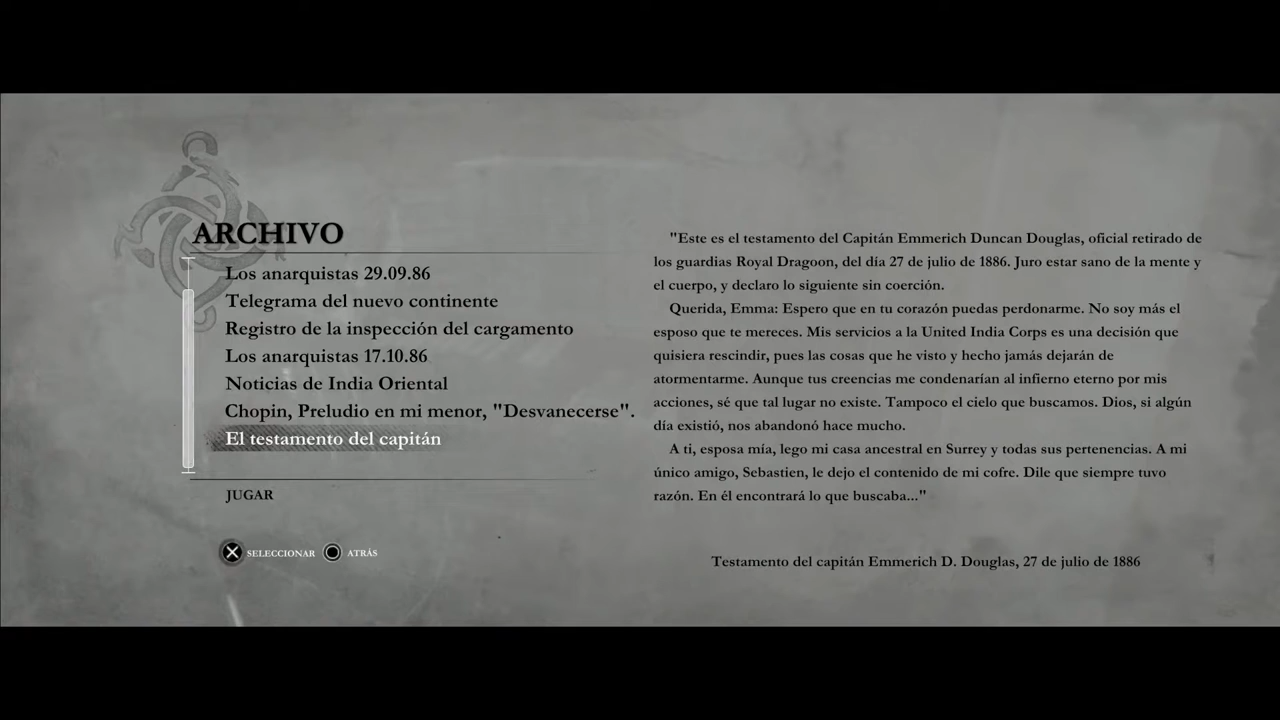 ARCHIVO
Los anarquistas 29.09.86
Telegrama del nuevo continente
Registro de la inspección del cargamento
Los anarquistas 17.10.86
Noticias de India Oriental
Chopin, Preludio en mi menor, "Desvanecerse".
El testamento del capitán
JUGAR
SELECCIONAR ATRÁS
"Este es el testamento del Capitán Emmerich Duncan Douglas, oficial retirado de
los guardias Royal Dragoon, del día 27 de julio de 1886. Juro estar sano de la mente y
el cuerpo, y declaro lo siguiente sin coerción.
Querida, Emma: Espero que en tu corazón puedas perdonarme. No soy más el
esposo que te mereces. Mis servicios a la United India Corps es una decisión que
quisiera rescindir, pues las cosas que he visto y hecho jamás dejarán de
atormentarme. Aunque tus creencias me condenarían al infierno eterno por mis
acciones, sé que tal lugar no existe. Tampoco el cielo que buscamos. Dios, si algún
día existió, nos abandonó hace mucho.
A ti, esposa mía, lego mi casa ancestral en Surrey y todas sus pertenencias. A mi
único amigo, Sebastien, le dejo el contenido de mi cofre. Dile que siempre tuvo
razón. En él encontrará lo que buscaba..."
Testamento del capitán Emmerich D. Douglas, 27 de julio de 1886